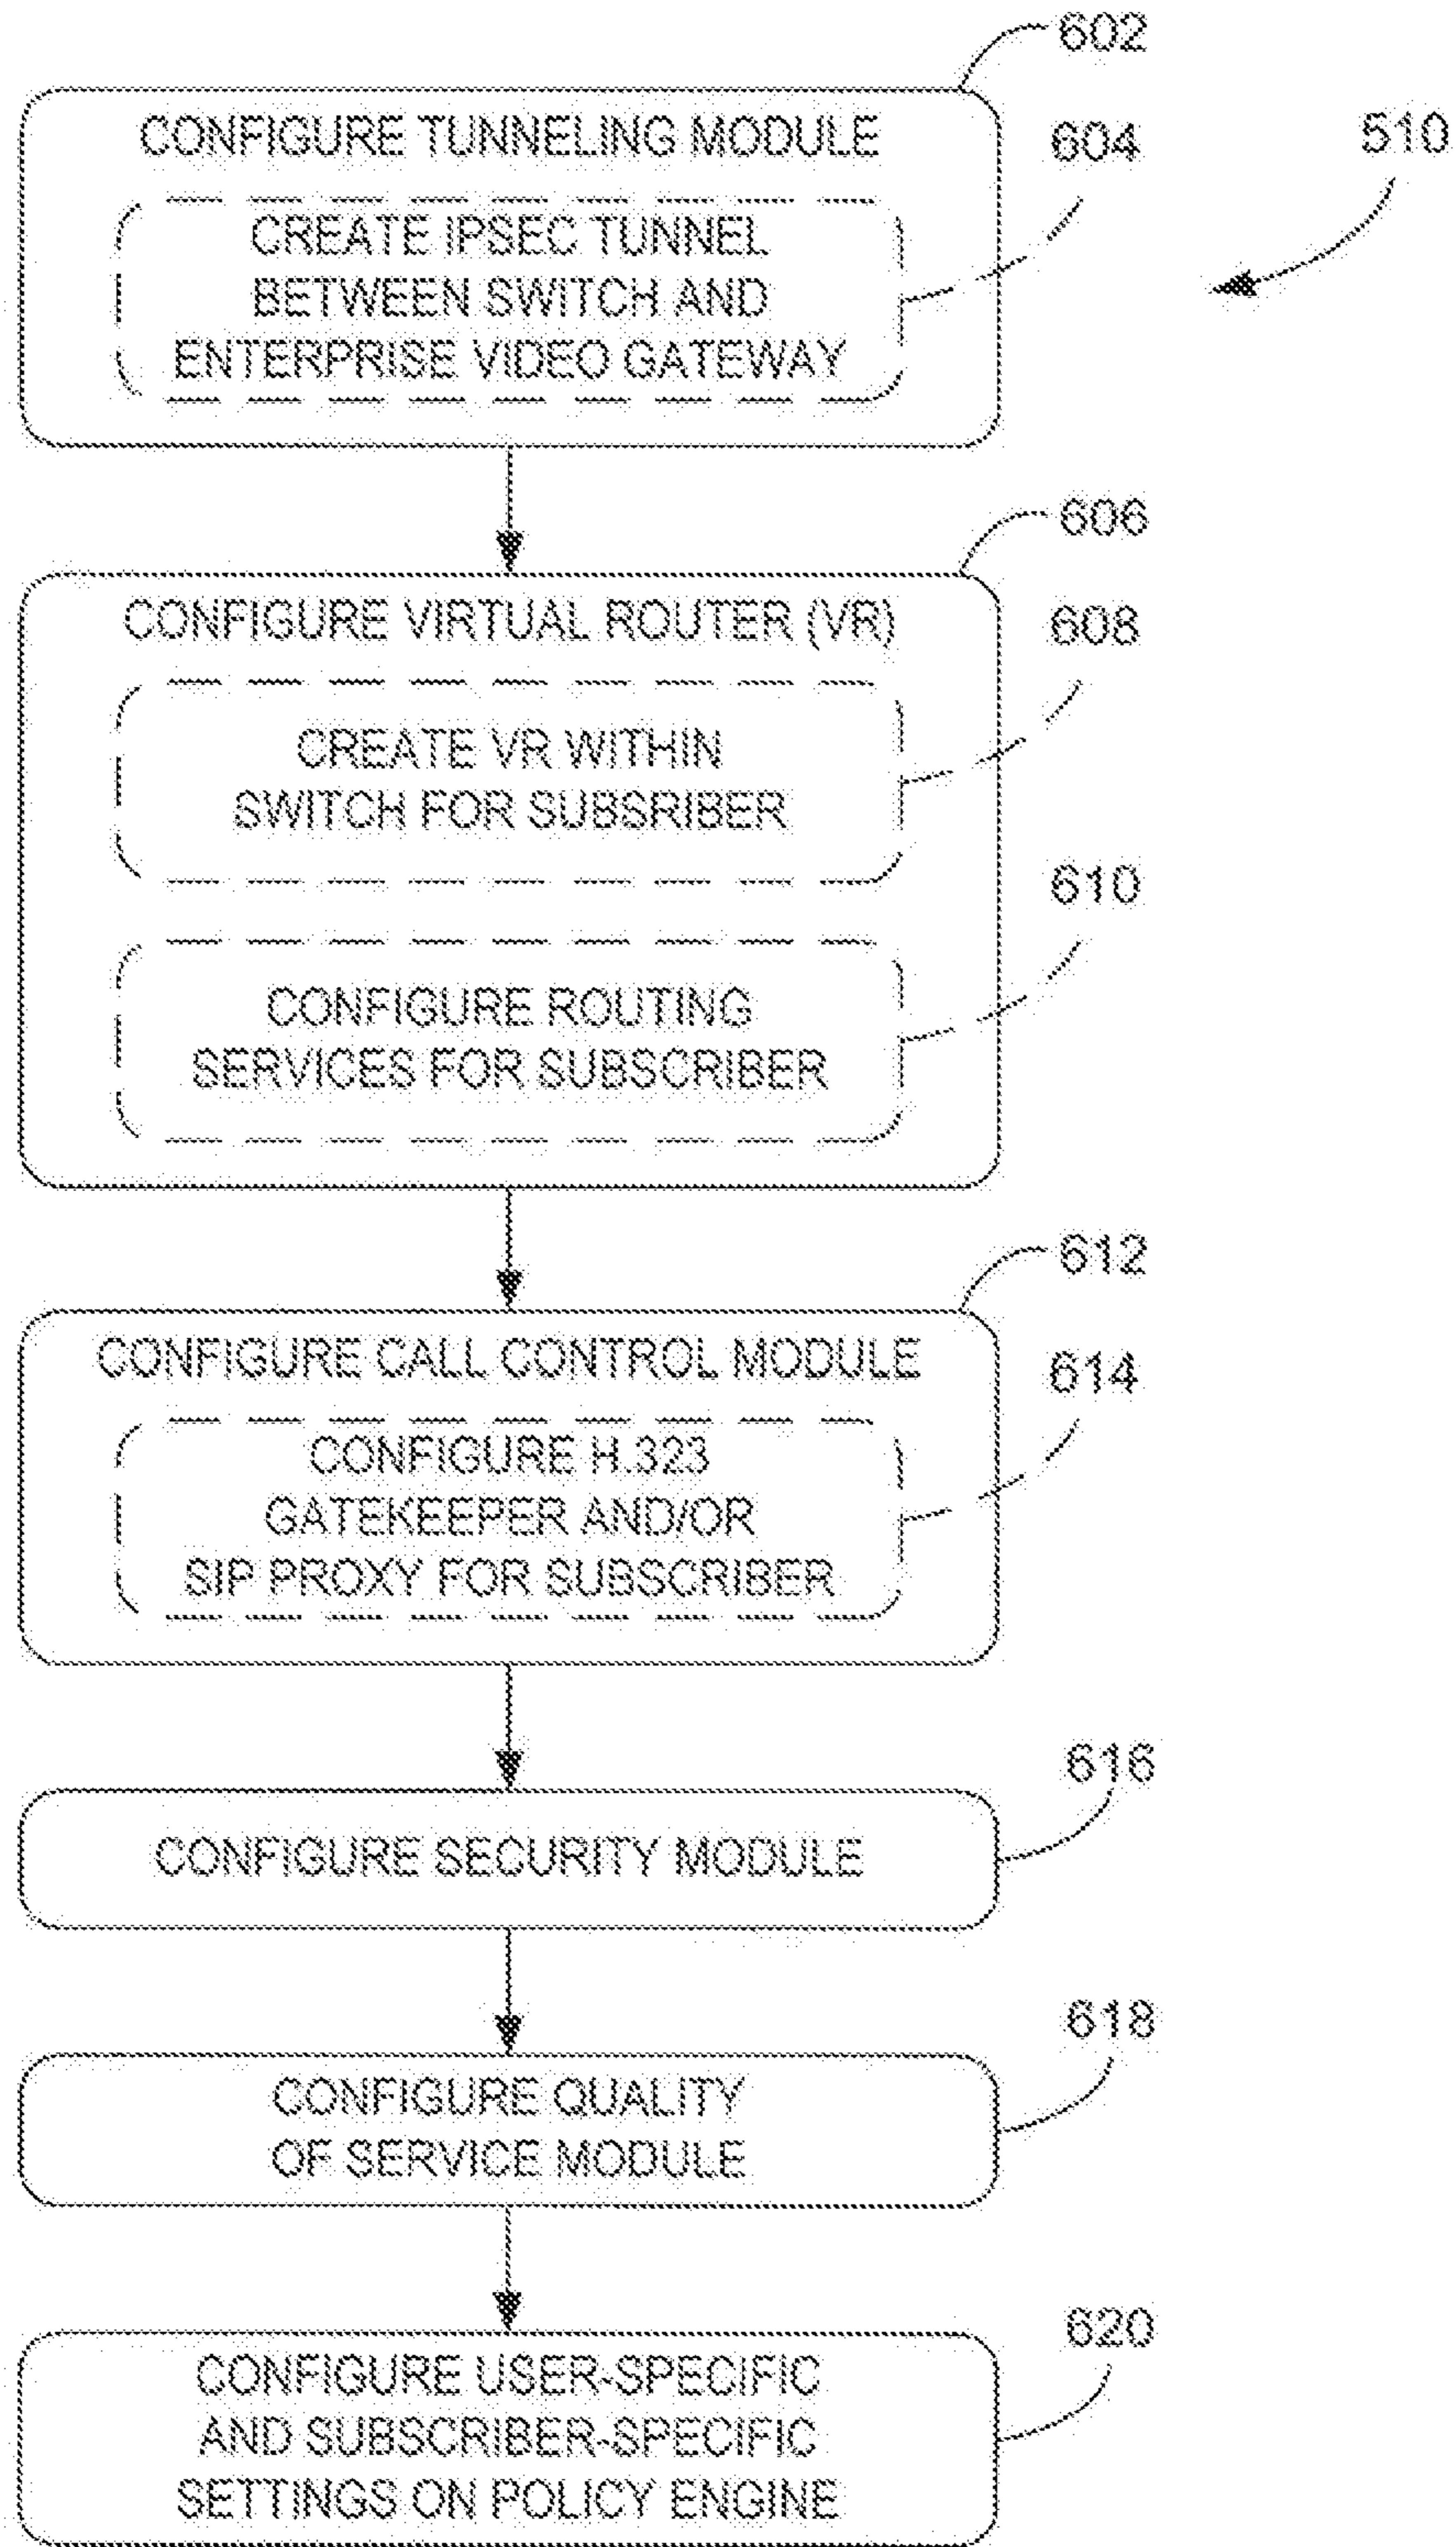 602
CONFIGURE TUNNELING MODULE
604
510
CREATE IPSEC TUNNEL
BETWEEN SWITCH AND
ENTERPRISE VIDEO GATEWAY
606
CONFIGURE VIRTUAL ROUTER (VR)
608
CREATE VR WITHIN
SWITCH FOR SUBSRIBER
610
CONFIGURE ROUTING
SERVICES FOR SUBSCRIBER
612
CONFIGURE CALL CONTROL MODULE
614
CONFIGURE H.323
GATEKEEPER AND/OR
SIP PROXY FOR SUBSCRIBER
616
CONFIGURE SECURITY MODULE
618
CONFIGURE QUALITY
OF SERVICE MODULE
620
CONFIGURE USER-SPECIFIC
AND SUBSCRIBER-SPECIFIC
SETTINGS ON POLICY ENGINE